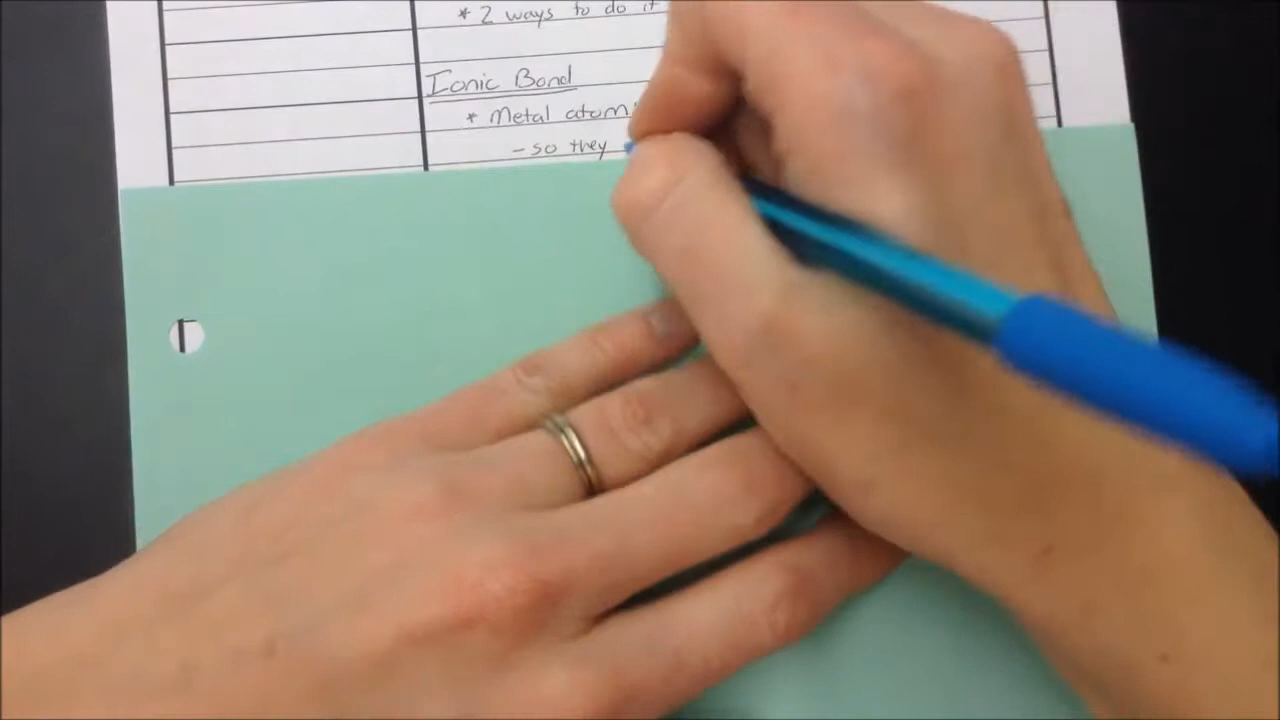 * 2 ways to do it
Ionic Bond
* Metal atom
- so they